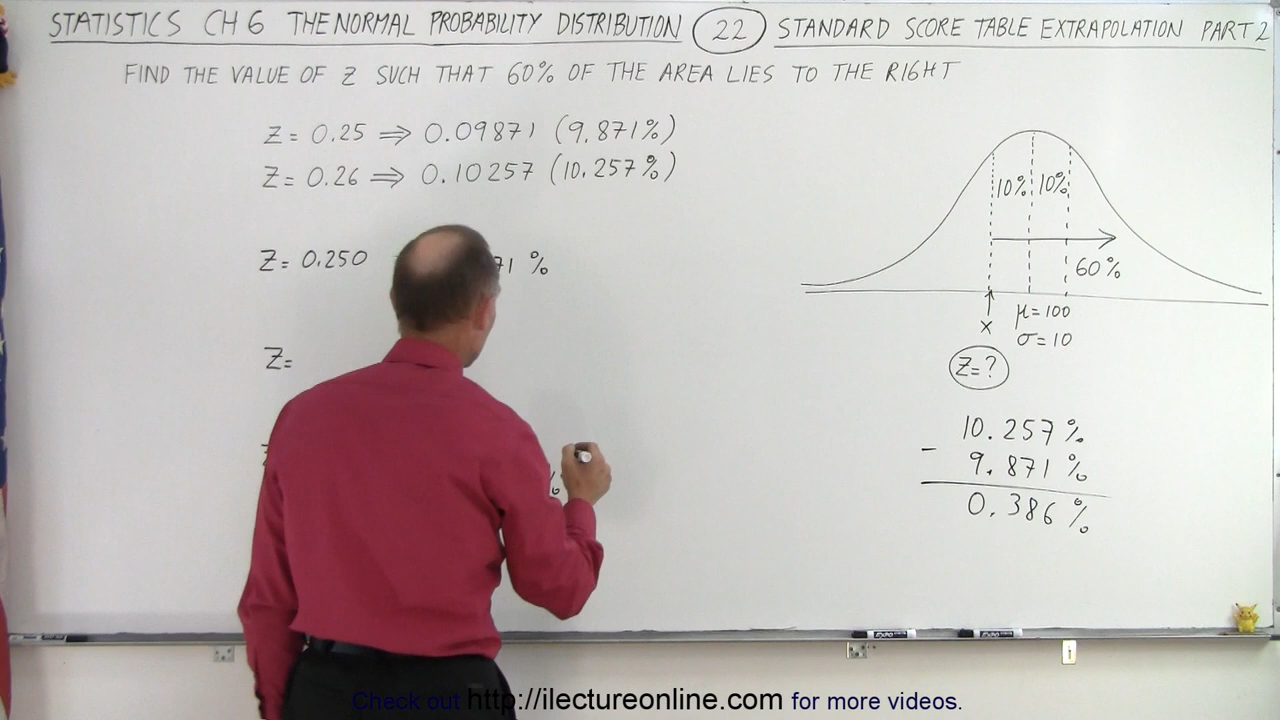 STATISTICS CH 6 THE NORMAL PROBABILITY DISTRIBUTION 22 STANDARD SCORE TABLE EXTRAPOLATION PART 2
FIND THE VALUE OF Z SUCH THAT 60% OF THE AREA LIES TO THE RIGHT
Z = 0.25 ⇒ 0.09871 (9.871%)
Z = 0.26 ⇒ 0.10257 (10.257%)
Z = 0.250 71 %
Z =
%
10% 10%
60%
μ = 100
x σ = 10
Z = ?
10.257 %
- 9.871 %
0.386 %
EXPO EXPO
Check out http://ilectureonline.com for more videos.